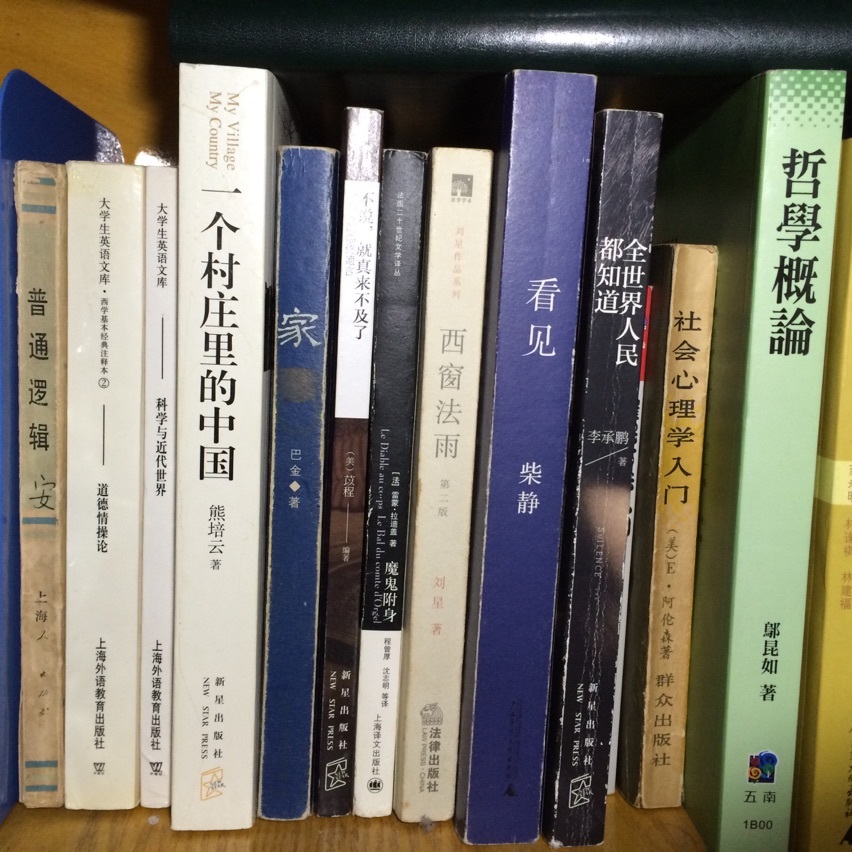 普通逻辑
上海人
大学生英语文库·西学基本经典注释本②
道德情操论
上海外语教育出版社
大学生英语文库
科学与近代世界
上海外语教育出版社
My Village
My Country
一个村庄里的中国
熊培云 著
新星出版社
NEW STAR PRESS
家
巴金◆著
不说，就真来不及了
(美)苡程
编著
新星出版社
NEW STAR PRESS
法国二十世纪文学译丛
Le Diable au corps Le Bal du comte d'Orgel
[法] 雷蒙·拉迪盖 著
魔鬼附身
程曾厚 沈志明 等译
上海译文出版社
刘星作品系列
西窗法雨
第二版
刘星 著
法律出版社
LAW PRESS·CHINA
看见
柴静
全世界人民
都知道
李承鹏
著
新星出版社
NEW STAR PRESS
社会心理学入门
(美)E·阿伦森著
群众出版社
哲學概論
鄔昆如 著
五南
1B00
林建福